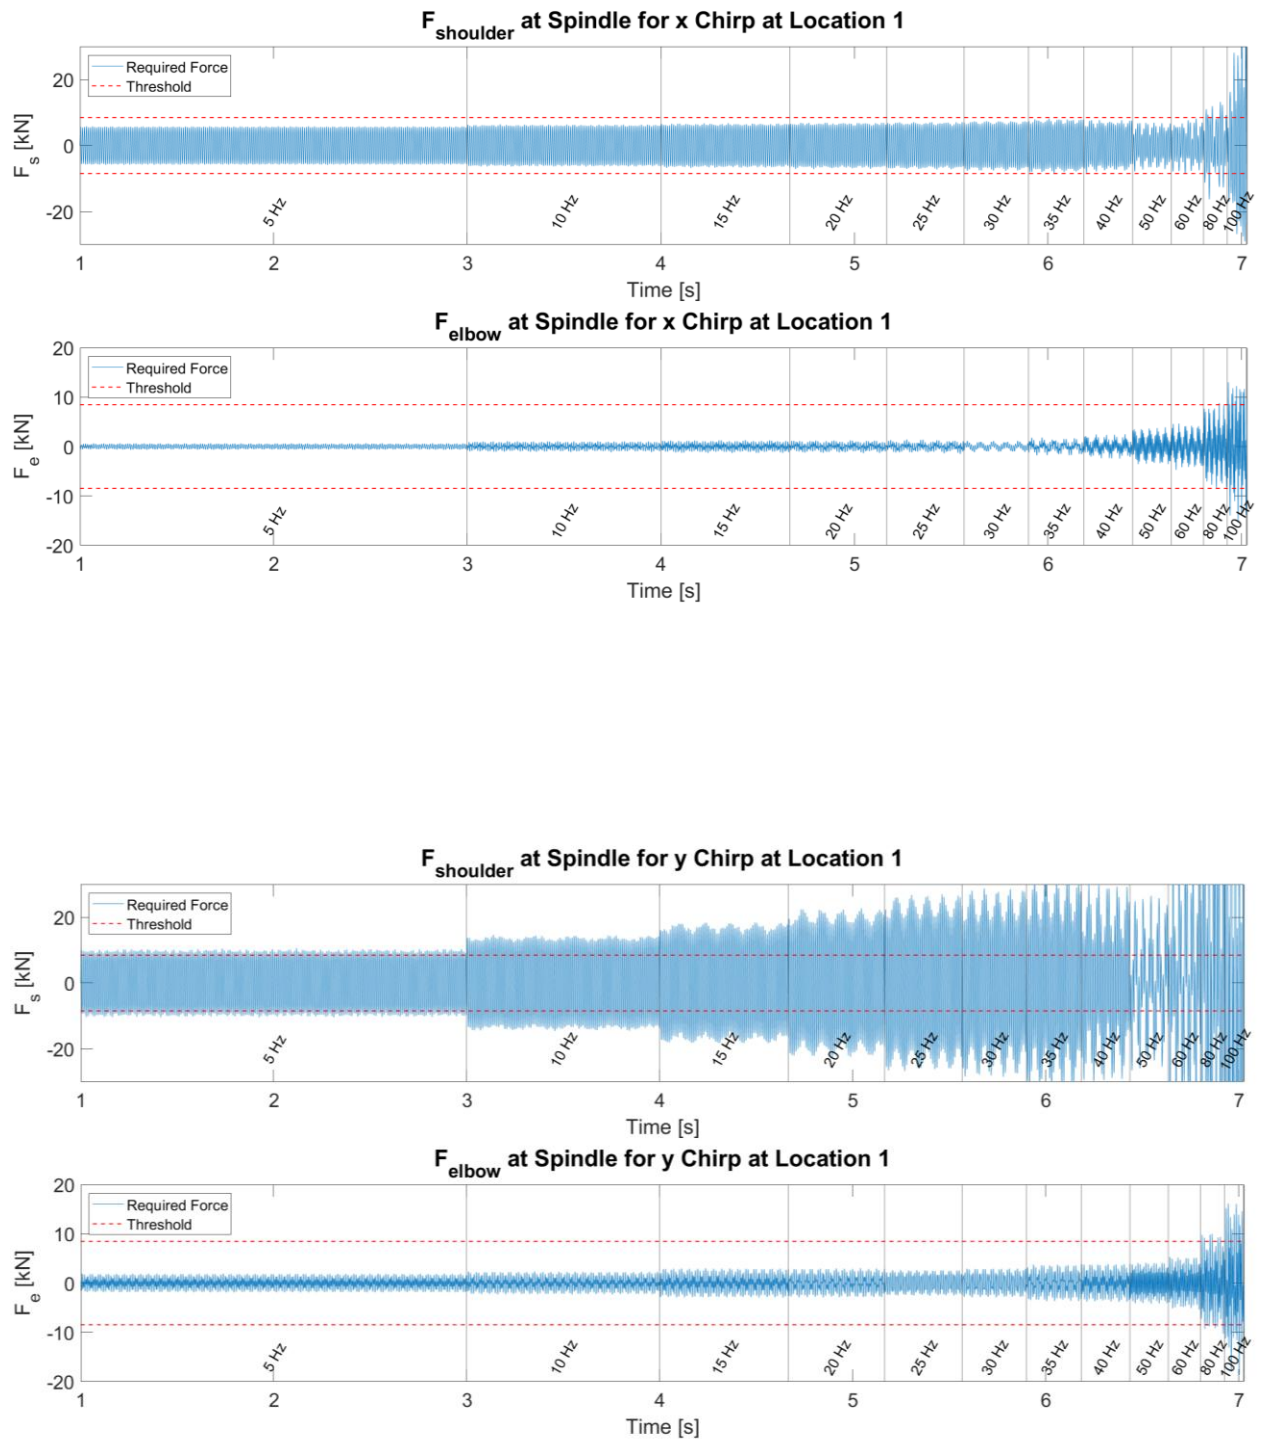 F_shoulder at Spindle for x Chirp at Location 1
Required Force
Threshold
20
0
-20
F_s [kN]
5 Hz 10 Hz 15 Hz 20 Hz 25 Hz 30 Hz 35 Hz 40 Hz 50 Hz 60 Hz 80 Hz 100 Hz
1 2 3 4 5 6 7
Time [s]
F_elbow at Spindle for x Chirp at Location 1
Required Force
Threshold
20
10
0
-10
-20
F_e [kN]
5 Hz 10 Hz 15 Hz 20 Hz 25 Hz 30 Hz 35 Hz 40 Hz 50 Hz 60 Hz 80 Hz 100 Hz
1 2 3 4 5 6 7
Time [s]
F_shoulder at Spindle for y Chirp at Location 1
Required Force
Threshold
20
0
-20
F_s [kN]
5 Hz 10 Hz 15 Hz 20 Hz 25 Hz 30 Hz 35 Hz 40 Hz 50 Hz 60 Hz 80 Hz 100 Hz
1 2 3 4 5 6 7
Time [s]
F_elbow at Spindle for y Chirp at Location 1
Required Force
Threshold
20
10
0
-10
-20
F_e [kN]
5 Hz 10 Hz 15 Hz 20 Hz 25 Hz 30 Hz 35 Hz 40 Hz 50 Hz 60 Hz 80 Hz 100 Hz
1 2 3 4 5 6 7
Time [s]